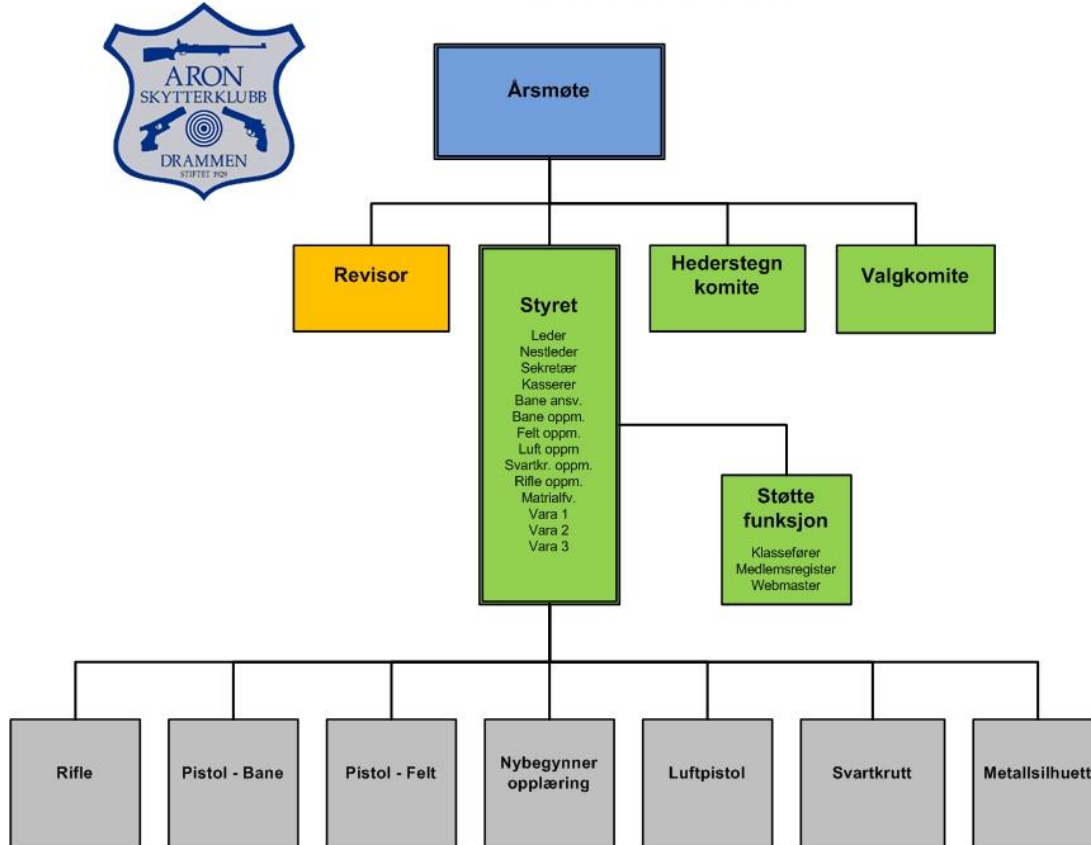 ARON
SKYTTERKLUBB
DRAMMEN
STIFTET 1929
Årsmøte
Revisor
Styret
Leder
Nestleder
Sekretær
Kasserer
Bane ansv.
Bane oppm.
Felt oppm.
Luft opprn
Svartkr. oppm.
Rifle oppm.
Matrialfv.
Vara 1
Vara 2
Vara 3
Hederstegn
komite
Valgkomite
Støtte
funksjon
Klassefører
Medlemsregister
Webmaster
Rifle
Pistol - Bane
Pistol - Felt
Nybegynner
opplæring
Luftpistol
Svartkrutt
Metallsilhuett